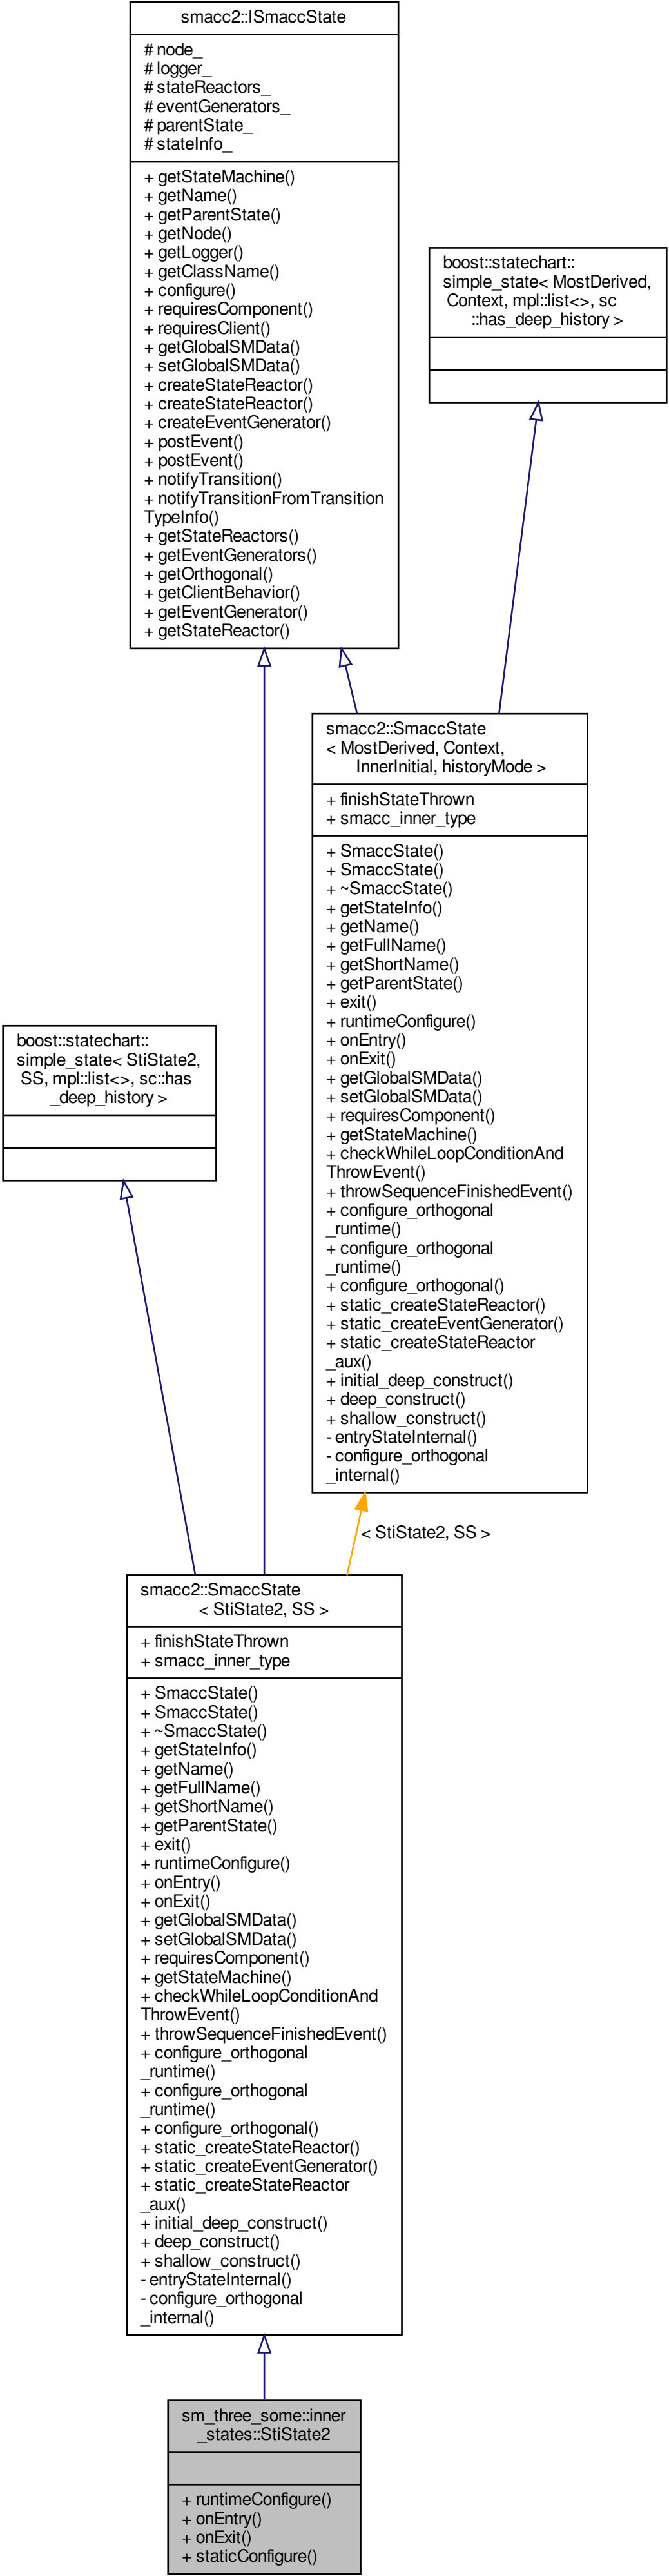 smacc2::ISmaccState
# node_
# logger_
# stateReactors_
# eventGenerators_
# parentState_
# stateInfo_
+ getStateMachine()
+ getName()
+ getParentState()
+ getNode()
+ getLogger()
+ getClassName()
+ configure()
+ requiresComponent()
+ requiresClient()
+ getGlobalSMData()
+ setGlobalSMData()
+ createStateReactor()
+ createStateReactor()
+ createEventGenerator()
+ postEvent()
+ postEvent()
+ notifyTransition()
+ notifyTransitionFromTransition
TypeInfo()
+ getStateReactors()
+ getEventGenerators()
+ getOrthogonal()
+ getClientBehavior()
+ getEventGenerator()
+ getStateReactor()
boost::statechart::
simple_state< MostDerived,
Context, mpl::list<>, sc
::has_deep_history >
smacc2::SmaccState
< MostDerived, Context,
InnerInitial, historyMode >
+ finishStateThrown
+ smacc_inner_type
+ SmaccState()
+ SmaccState()
+ ~SmaccState()
+ getStateInfo()
+ getName()
+ getFullName()
+ getShortName()
+ getParentState()
+ exit()
+ runtimeConfigure()
+ onEntry()
+ onExit()
+ getGlobalSMData()
+ setGlobalSMData()
+ requiresComponent()
+ getStateMachine()
+ checkWhileLoopConditionAnd
ThrowEvent()
+ throwSequenceFinishedEvent()
+ configure_orthogonal
_runtime()
+ configure_orthogonal
_runtime()
+ configure_orthogonal()
+ static_createStateReactor()
+ static_createEventGenerator()
+ static_createStateReactor
_aux()
+ initial_deep_construct()
+ deep_construct()
+ shallow_construct()
- entryStateInternal()
- configure_orthogonal
_internal()
boost::statechart::
simple_state< StiState2,
SS, mpl::list<>, sc::has
_deep_history >
< StiState2, SS >
smacc2::SmaccState
< StiState2, SS >
+ finishStateThrown
+ smacc_inner_type
+ SmaccState()
+ SmaccState()
+ ~SmaccState()
+ getStateInfo()
+ getName()
+ getFullName()
+ getShortName()
+ getParentState()
+ exit()
+ runtimeConfigure()
+ onEntry()
+ onExit()
+ getGlobalSMData()
+ setGlobalSMData()
+ requiresComponent()
+ getStateMachine()
+ checkWhileLoopConditionAnd
ThrowEvent()
+ throwSequenceFinishedEvent()
+ configure_orthogonal
_runtime()
+ configure_orthogonal
_runtime()
+ configure_orthogonal()
+ static_createStateReactor()
+ static_createEventGenerator()
+ static_createStateReactor
_aux()
+ initial_deep_construct()
+ deep_construct()
+ shallow_construct()
- entryStateInternal()
- configure_orthogonal
_internal()
sm_three_some::inner
_states::StiState2
+ runtimeConfigure()
+ onEntry()
+ onExit()
+ staticConfigure()